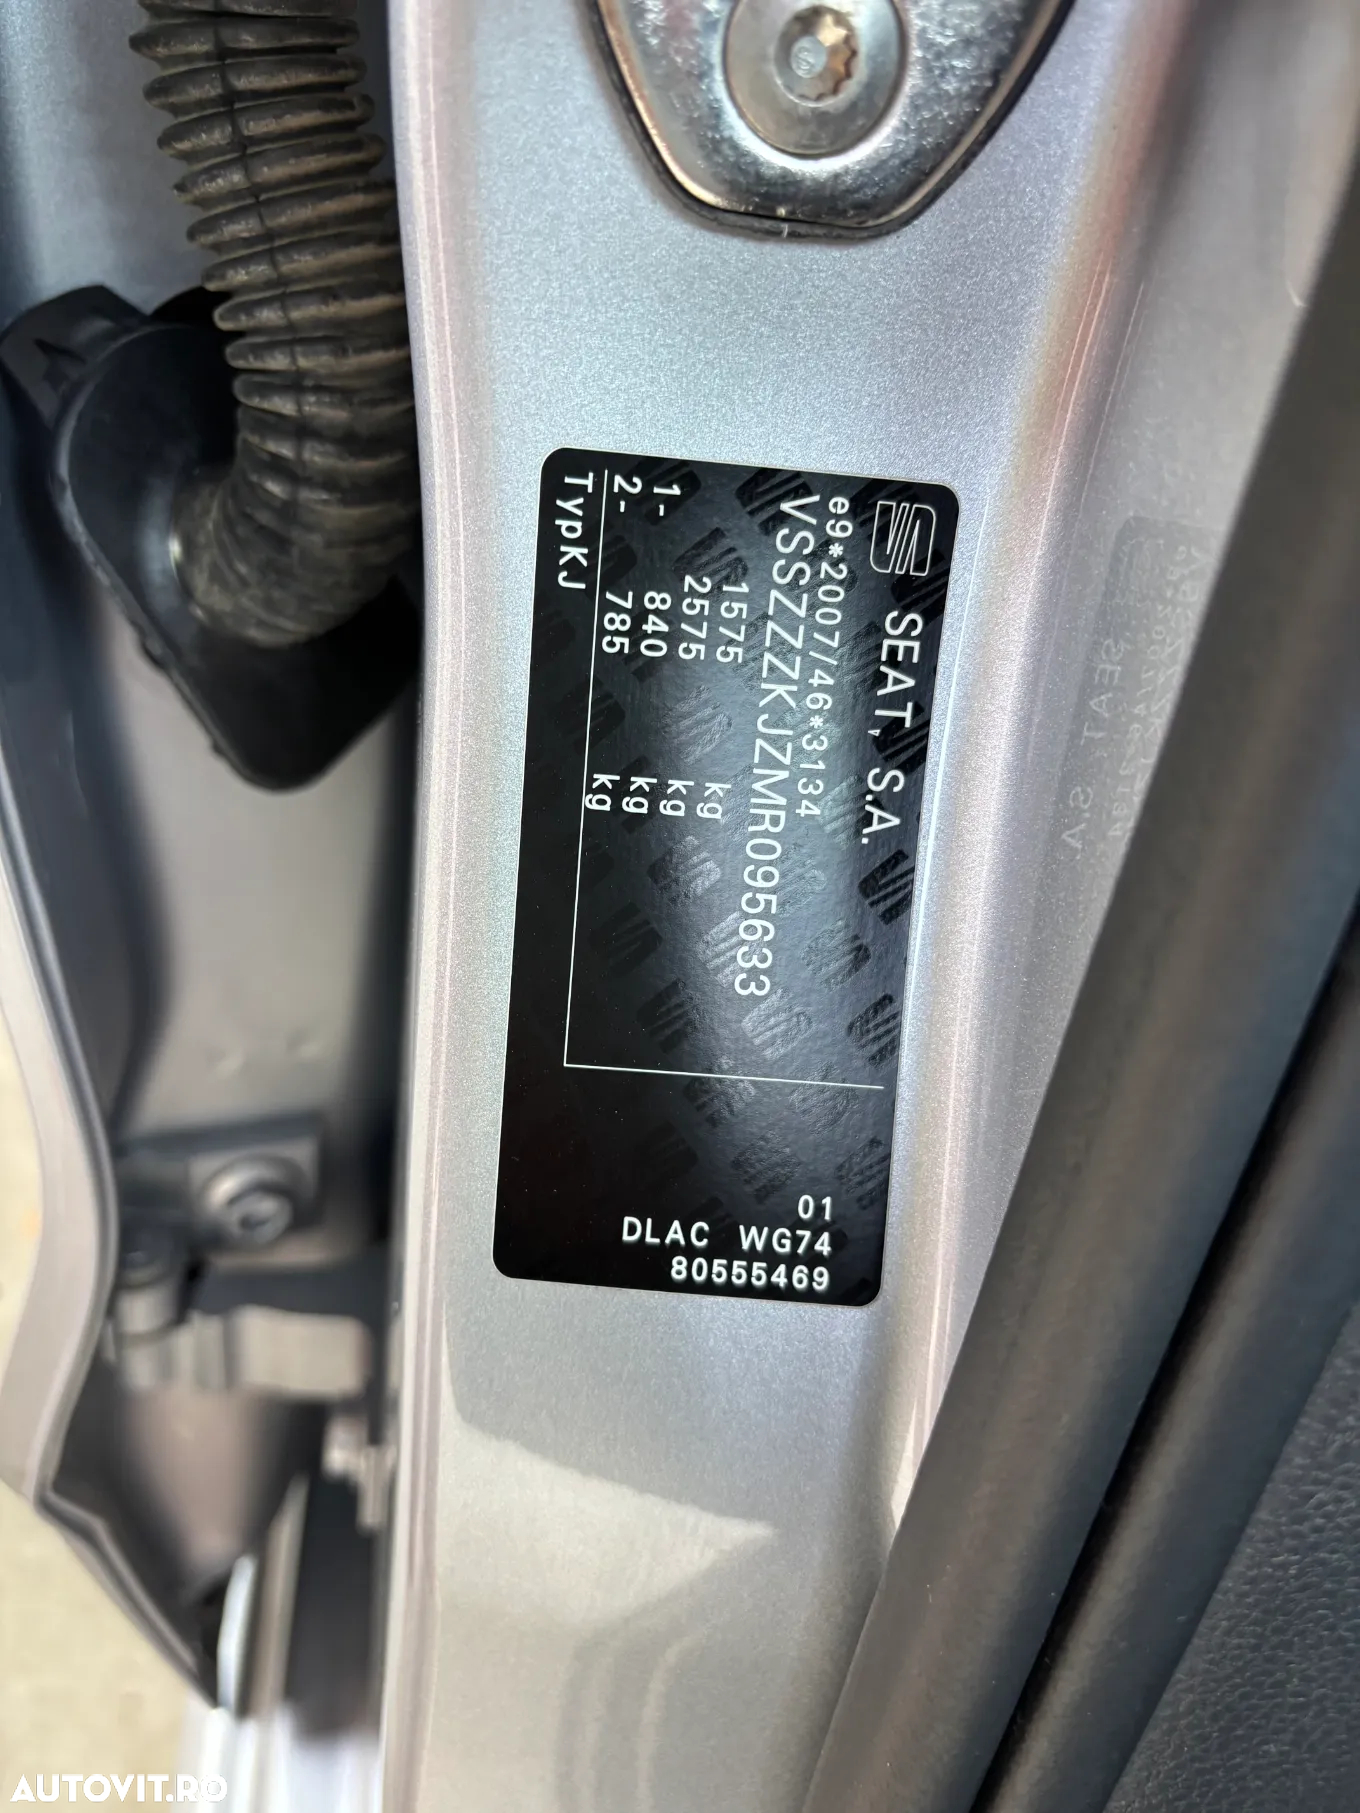 SEAT, S.A.
e9*2007/46*3134
VSSZZZKJZMR095633
1575 kg
2575 kg
1- 840 kg
2- 785 kg
TypKJ
01
DLAC WG74
80555469
AUTOVIT.RO